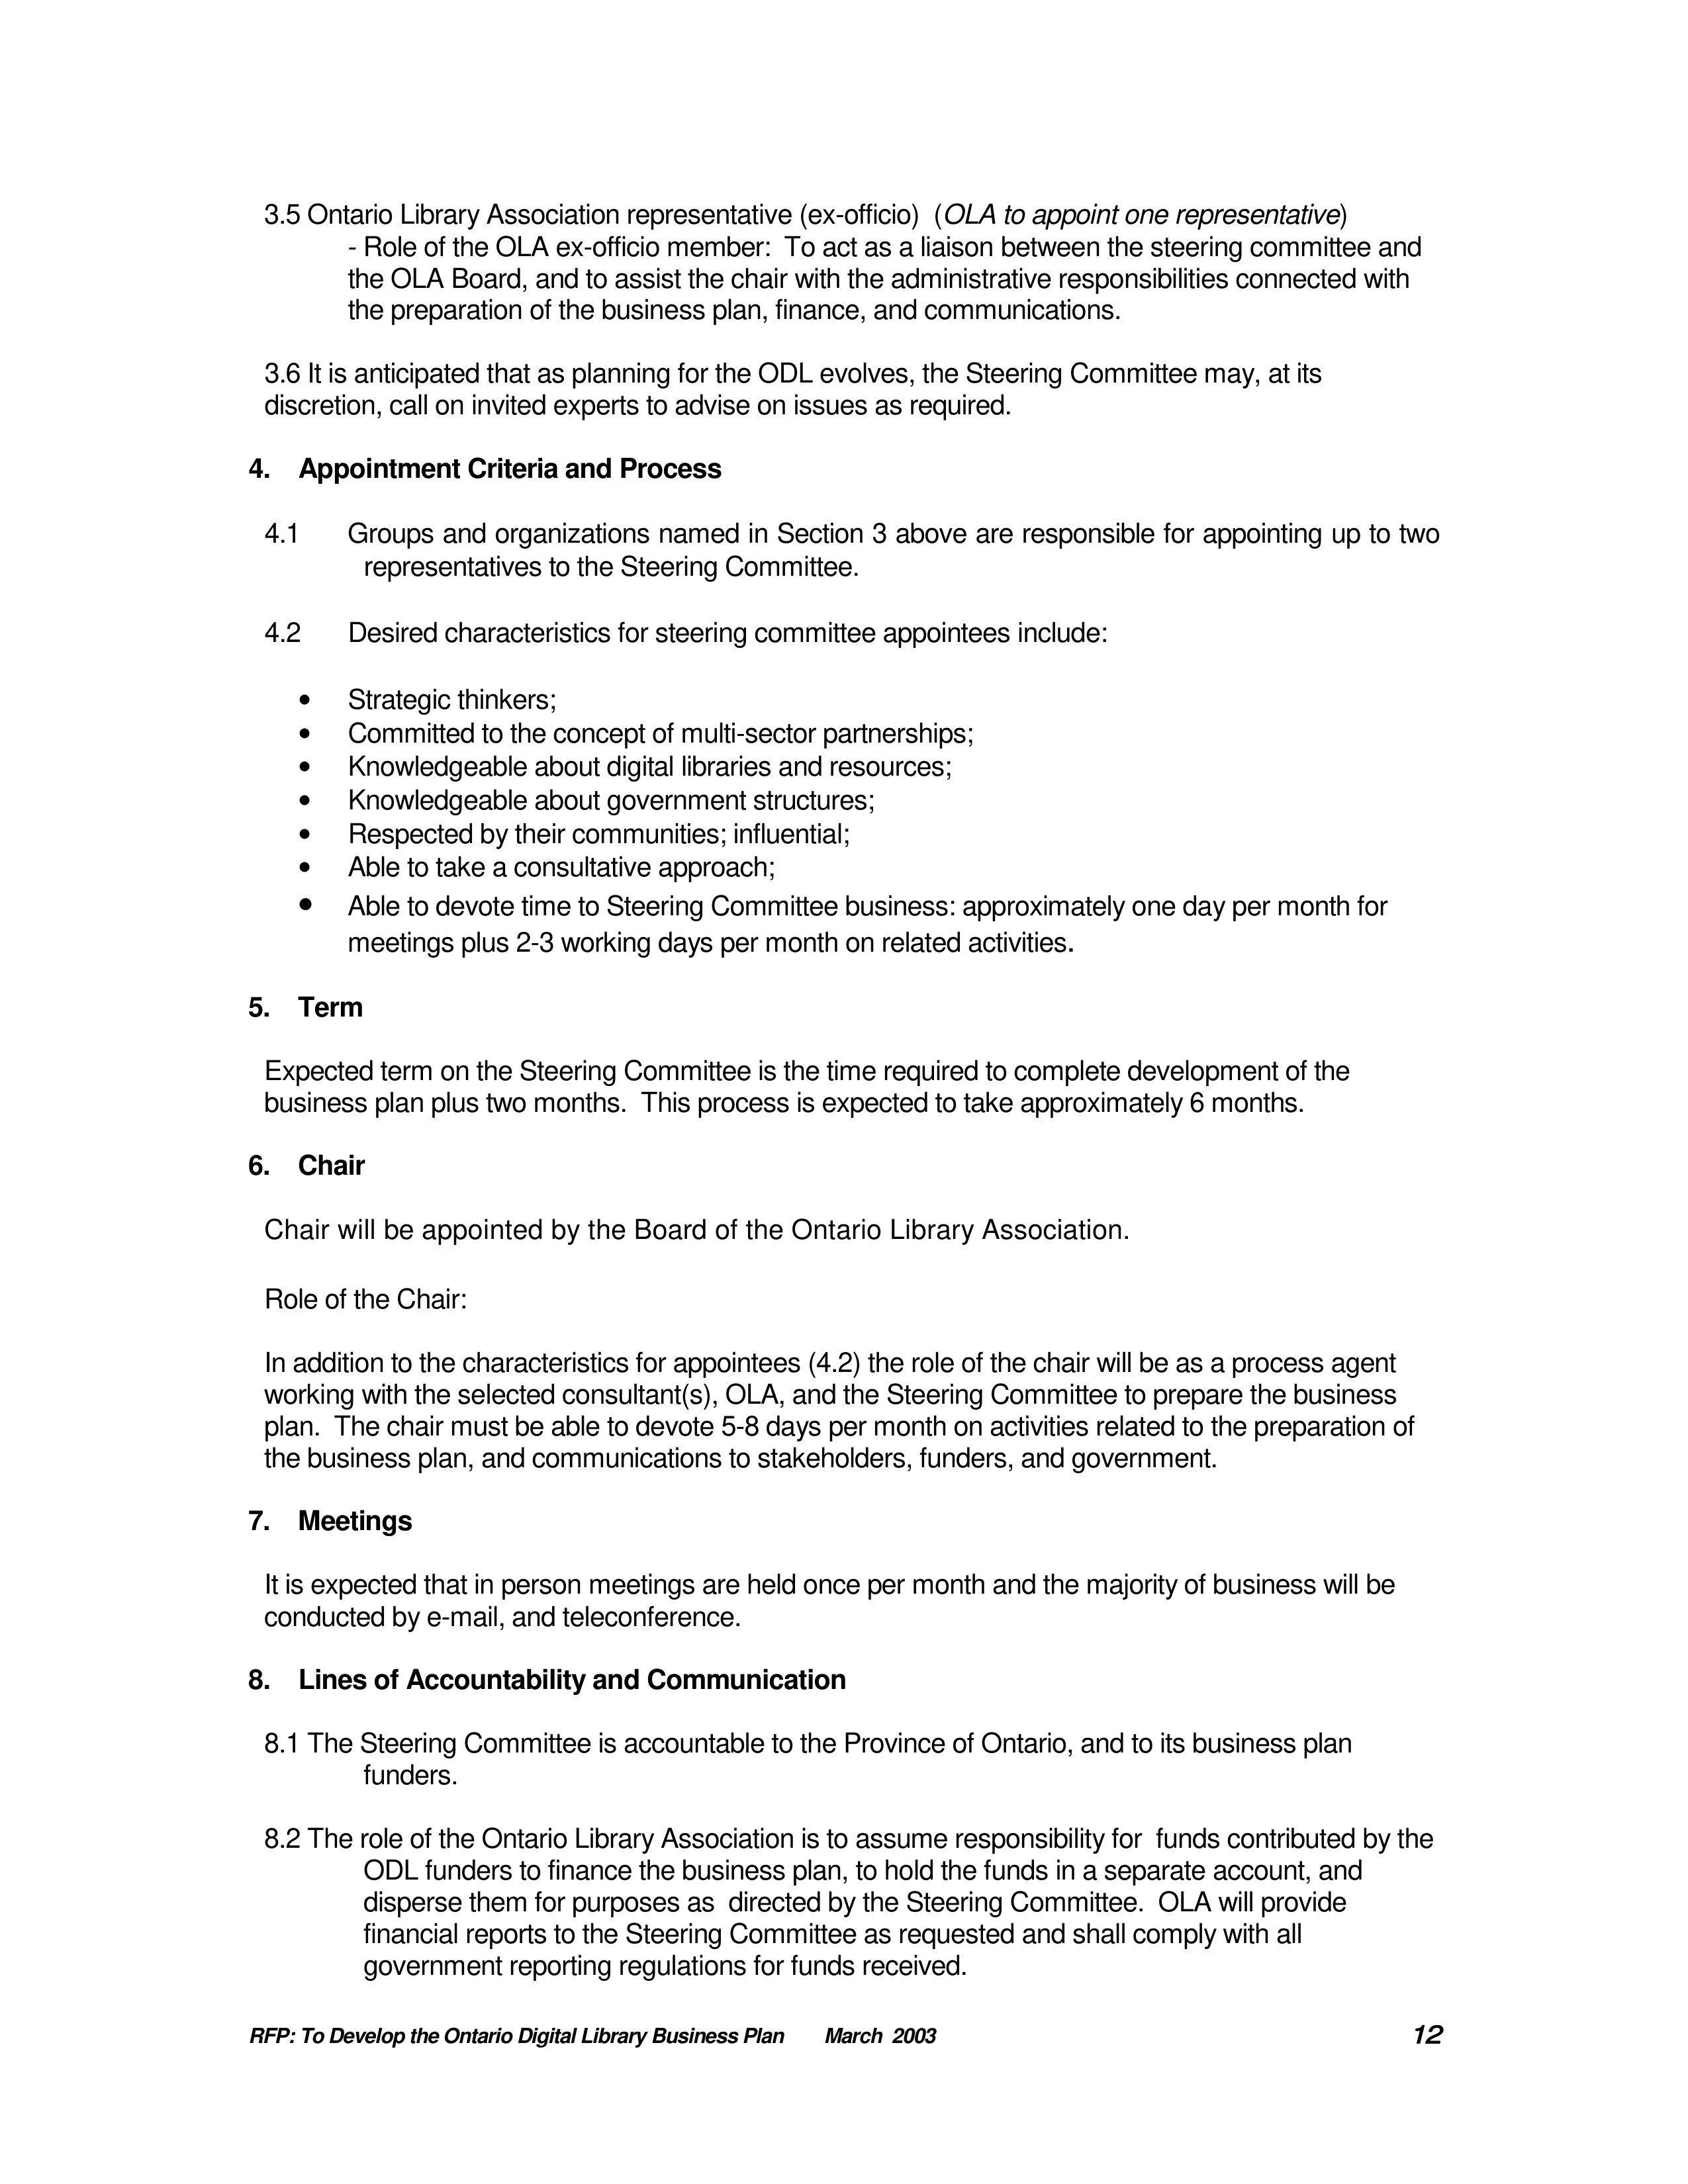 3.5 Ontario Library Association representative (ex-officio)  (OLA to appoint one representative)
- Role of the OLA ex-officio member:  To act as a liaison between the steering committee and
the OLA Board, and to assist the chair with the administrative responsibilities connected with
the preparation of the business plan, finance, and communications.
3.6 It is anticipated that as planning for the ODL evolves, the Steering Committee may, at its
discretion, call on invited experts to advise on issues as required.
4. Appointment Criteria and Process
4.1 Groups and organizations named in Section 3 above are responsible for appointing up to two
representatives to the Steering Committee.
4.2 Desired characteristics for steering committee appointees include:
• Strategic thinkers;
• Committed to the concept of multi-sector partnerships;
• Knowledgeable about digital libraries and resources;
• Knowledgeable about government structures;
• Respected by their communities; influential;
• Able to take a consultative approach;
• Able to devote time to Steering Committee business: approximately one day per month for
meetings plus 2-3 working days per month on related activities.
5. Term
Expected term on the Steering Committee is the time required to complete development of the
business plan plus two months.  This process is expected to take approximately 6 months.
6. Chair
Chair will be appointed by the Board of the Ontario Library Association.
Role of the Chair:
In addition to the characteristics for appointees (4.2) the role of the chair will be as a process agent
working with the selected consultant(s), OLA, and the Steering Committee to prepare the business
plan.  The chair must be able to devote 5-8 days per month on activities related to the preparation of
the business plan, and communications to stakeholders, funders, and government.
7. Meetings
It is expected that in person meetings are held once per month and the majority of business will be
conducted by e-mail, and teleconference.
8. Lines of Accountability and Communication
8.1 The Steering Committee is accountable to the Province of Ontario, and to its business plan
funders.
8.2 The role of the Ontario Library Association is to assume responsibility for  funds contributed by the
ODL funders to finance the business plan, to hold the funds in a separate account, and
disperse them for purposes as  directed by the Steering Committee.  OLA will provide
financial reports to the Steering Committee as requested and shall comply with all
government reporting regulations for funds received.
RFP: To Develop the Ontario Digital Library Business Plan March  2003 12